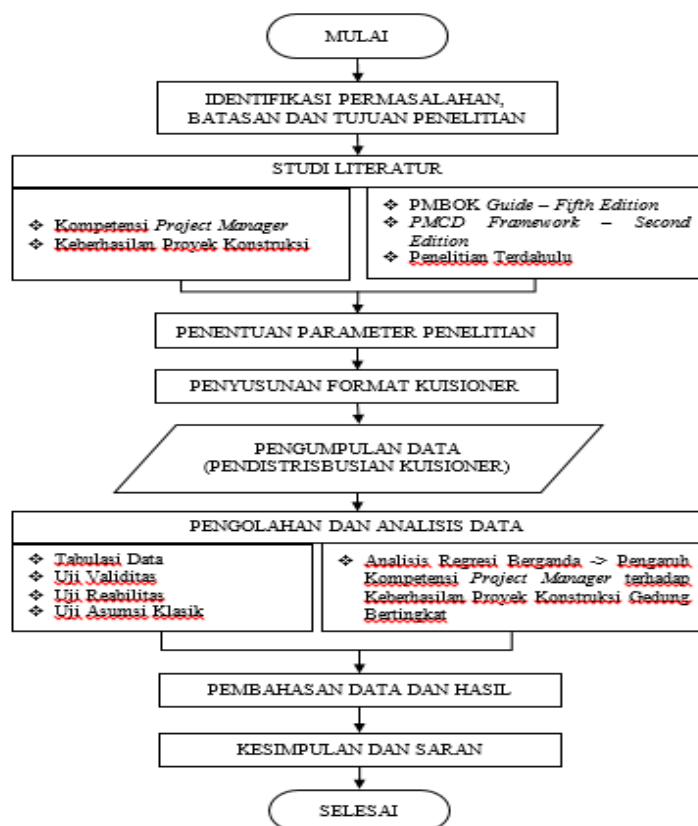 MULAI
IDENTIFIKASI PERMASALAHAN,
BATASAN DAN TUJUAN PENELITIAN
STUDI LITERATUR
❖ Kompetensi Project Manager
❖ Keberhasilan Proyek Konstruksi
❖ PMBOK Guide – Fifth Edition
❖ PMCD Framework – Second
Edition
❖ Penelitian Terdahulu
PENENTUAN PARAMETER PENELITIAN
PENYUSUNAN FORMAT KUISIONER
PENGUMPULAN DATA
(PENDISTRISBUSIAN KUISIONER)
PENGOLAHAN DAN ANALISIS DATA
❖ Tabulasi Data
❖ Uji Validitas
❖ Uji Reabilitas
❖ Uji Asumsi Klasik
❖ Analisis Regresi Berganda -> Pengaruh
Kompetensi Project Manager terhadap
Keberhasilan Proyek Konstruksi Gedung
Bertingkat
PEMBAHASAN DATA DAN HASIL
KESIMPULAN DAN SARAN
SELESAI